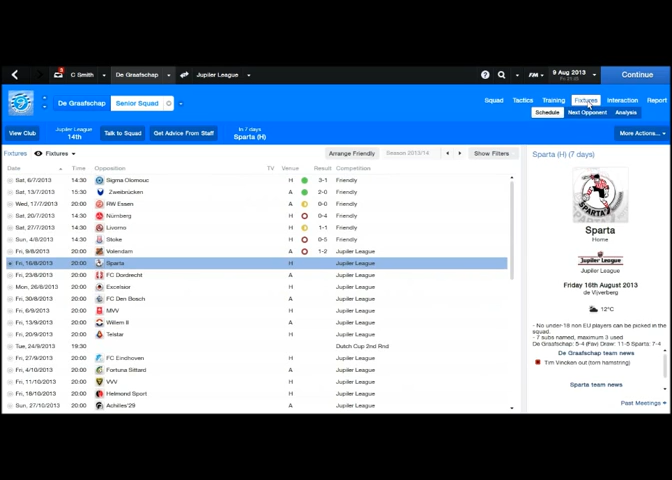 C Smith De Graafschap Jupiler League ? FM 9 Aug 2013 Continue
De Graafschap Senior Squad Squad Tactics Training Fixtures Interaction Report
Schedule Next Opponent Analysis
View Club Jupiler League 14th Talk to Squad Get Advice From Staff In 7 days Sparta (H) More Actions...
Fixtures Fixtures Arrange Friendly Season 2013/14 Show Filters
Date Time Opposition TV Venue Result Competition
Sat, 6/7/2013 14:30 Sigma Olomouc H 3-1 Friendly
Sat, 13/7/2013 15:30 Zweibrücken A 2-0 Friendly
Wed, 17/7/2013 20:00 RW Essen A 0-0 Friendly
Sat, 20/7/2013 14:30 Nürnberg H 0-4 Friendly
Sat, 27/7/2013 14:30 Livorno H 1-1 Friendly
Sun, 4/8/2013 14:30 Stoke H 0-5 Friendly
Fri, 9/8/2013 20:00 Volendam A 1-2 Jupiler League
Fri, 16/8/2013 20:00 Sparta H Jupiler League
Fri, 23/8/2013 20:00 FC Dordrecht A Jupiler League
Mon, 26/8/2013 20:00 Excelsior H Jupiler League
Fri, 30/8/2013 20:00 FC Den Bosch A Jupiler League
Fri, 6/9/2013 20:00 MVV H Jupiler League
Fri, 13/9/2013 20:00 Willem II A Jupiler League
Fri, 20/9/2013 20:00 Telstar H Jupiler League
Tue, 24/9/2013 19:30 Dutch Cup 2nd Rnd
Fri, 27/9/2013 20:00 FC Eindhoven H Jupiler League
Fri, 4/10/2013 20:00 Fortuna Sittard A Jupiler League
Fri, 11/10/2013 20:00 VVV A Jupiler League
Fri, 18/10/2013 20:00 Helmond Sport H Jupiler League
Sun, 27/10/2013 20:00 Achilles'29 A Jupiler League
Sparta (H) (7 days)
SPARTA
Sparta
Home
Jupiler League
Jupiler League
Friday 16th August 2013
de Vijverberg
12°C
- No under-18 non EU players can be picked in the squad.
- 7 subs named, maximum 3 used
De Graafschap: 5-4 (Fav) Draw: 11-5 Sparta: 7-4
De Graafschap team news
Tim Vincken out (torn hamstring)
Sparta team news
Past Meetings